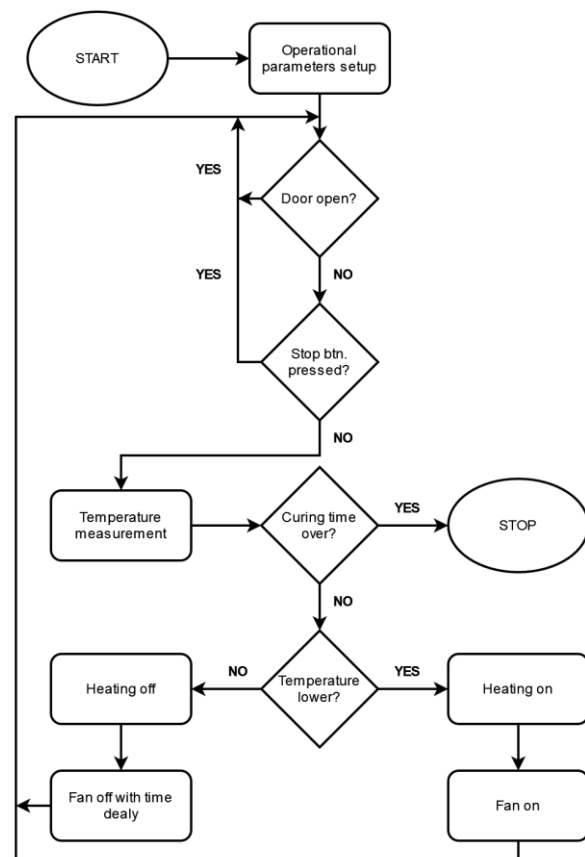 START
Operational
parameters setup
YES
Door open?
YES
NO
Stop btn.
pressed?
NO
Temperature
measurement
Curing time
over?
YES
STOP
NO
NO
YES
Heating off
Temperature
lower?
Heating on
Fan off with time
dealy
Fan on